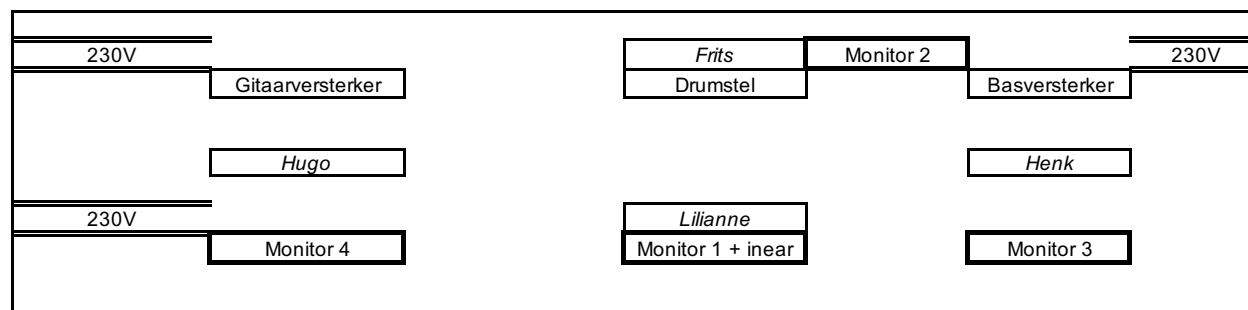 230V Frits Monitor 2 230V
Gitaarversterker Drumstel Basversterker
Hugo Henk
230V Lilianne
Monitor 4 Monitor 1 + inear Monitor 3